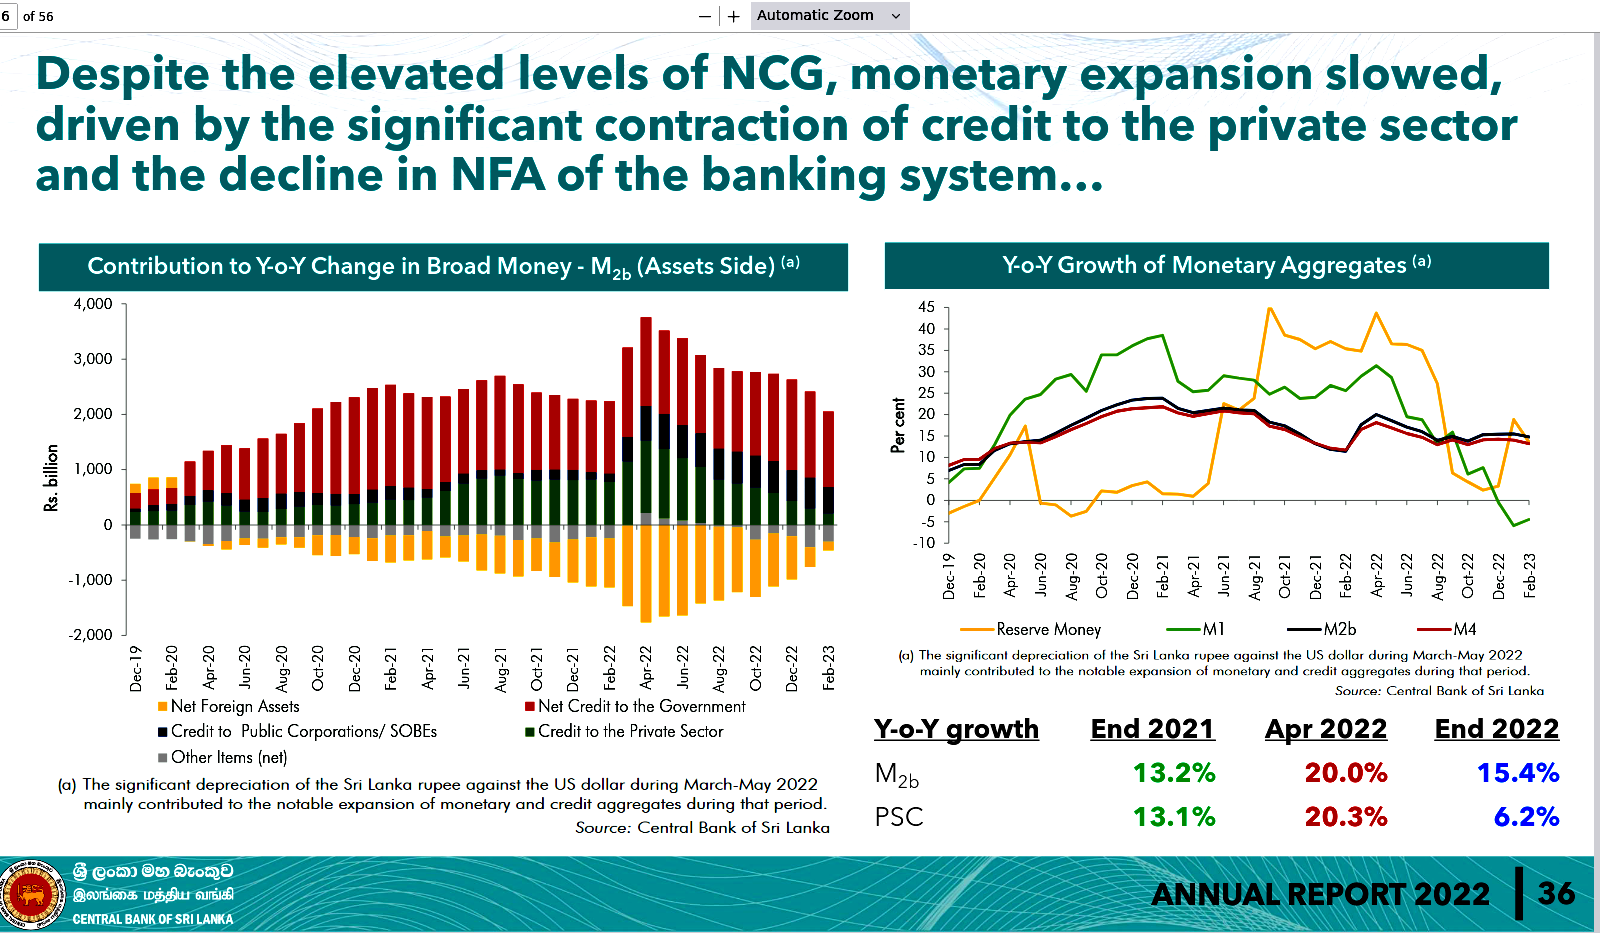 6 of 56
− + Automatic Zoom
Despite the elevated levels of NCG, monetary expansion slowed,
driven by the significant contraction of credit to the private sector
and the decline in NFA of the banking system...
Contribution to Y-o-Y Change in Broad Money - M2b (Assets Side) (a)
Rs. billion
4,000
3,000
2,000
1,000
0
-1,000
-2,000
Dec-19
Feb-20
Apr-20
Jun-20
Aug-20
Oct-20
Dec-20
Feb-21
Apr-21
Jun-21
Aug-21
Oct-21
Dec-21
Feb-22
Apr-22
Jun-22
Aug-22
Oct-22
Dec-22
Feb-23
Net Foreign Assets
Net Credit to the Government
Credit to Public Corporations/ SOBEs
Credit to the Private Sector
Other Items (net)
(a) The significant depreciation of the Sri Lanka rupee against the US dollar during March-May 2022
mainly contributed to the notable expansion of monetary and credit aggregates during that period.
Source: Central Bank of Sri Lanka
Y-o-Y Growth of Monetary Aggregates (a)
Per cent
45
40
35
30
25
20
15
10
5
0
-5
-10
Dec-19
Feb-20
Apr-20
Jun-20
Aug-20
Oct-20
Dec-20
Feb-21
Apr-21
Jun-21
Aug-21
Oct-21
Dec-21
Feb-22
Apr-22
Jun-22
Aug-22
Oct-22
Dec-22
Feb-23
Reserve Money M1 M2b M4
(a) The significant depreciation of the Sri Lanka rupee against the US dollar during March-May 2022
mainly contributed to the notable expansion of monetary and credit aggregates during that period.
Source: Central Bank of Sri Lanka
Y-o-Y growth End 2021 Apr 2022 End 2022
M2b 13.2% 20.0% 15.4%
PSC 13.1% 20.3% 6.2%
ශ්‍රී ලංකා මහ බැංකුව
இலங்கை மத்திய வங்கி
CENTRAL BANK OF SRI LANKA
ANNUAL REPORT 2022 36